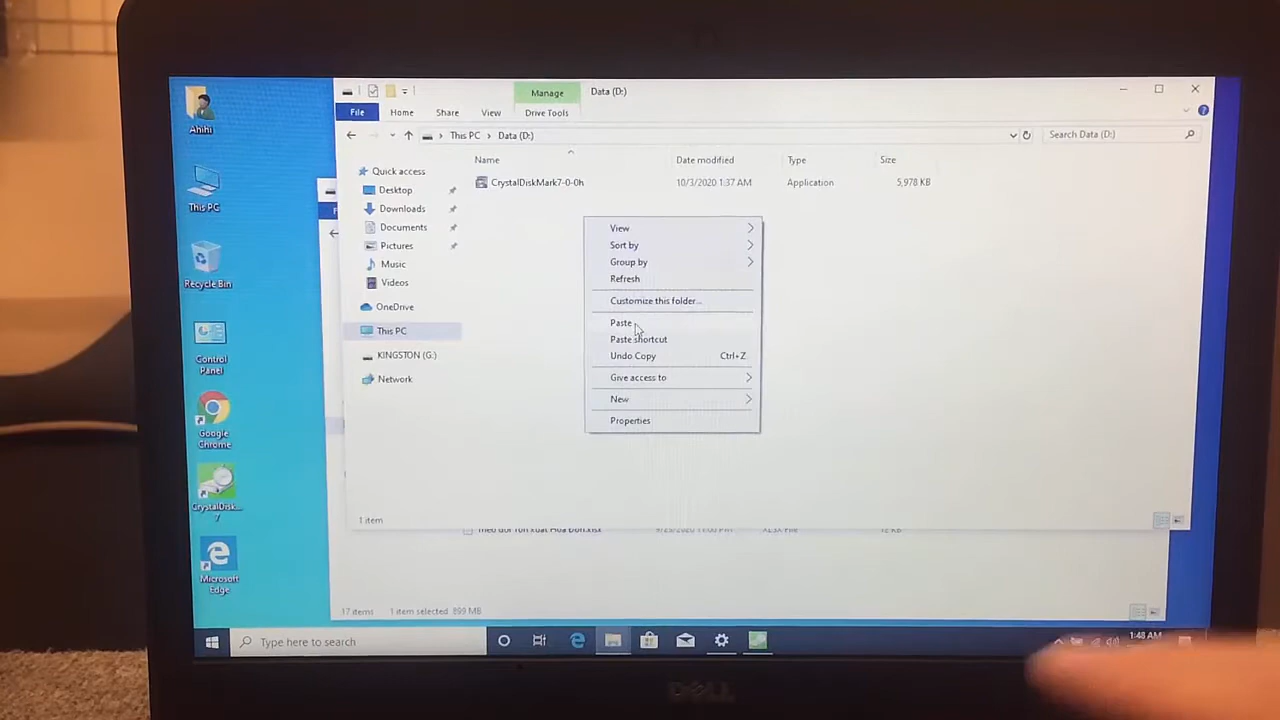 Manage
Data (D:)
File
Home
Share
View
Drive Tools
This PC
Data (D:)
Search Data (D:)
Name
Date modified
Type
Size
CrystalDiskMark7-0-0h
10/3/2020 1:37 AM
Application
5,978 KB
Quick access
Desktop
Downloads
Documents
Pictures
Music
Videos
OneDrive
This PC
KINGSTON (G:)
Network
View
Sort by
Group by
Refresh
Customize this folder...
Paste
Paste shortcut
Undo Copy
Ctrl+Z
Give access to
New
Properties
1 item
17 items
1 item selected
899 MB
Ahihi
This PC
Recycle Bin
Control
Panel
Google
Chrome
CrystalDisk...
7
Microsoft
Edge
Type here to search
1:48 AM
DELL